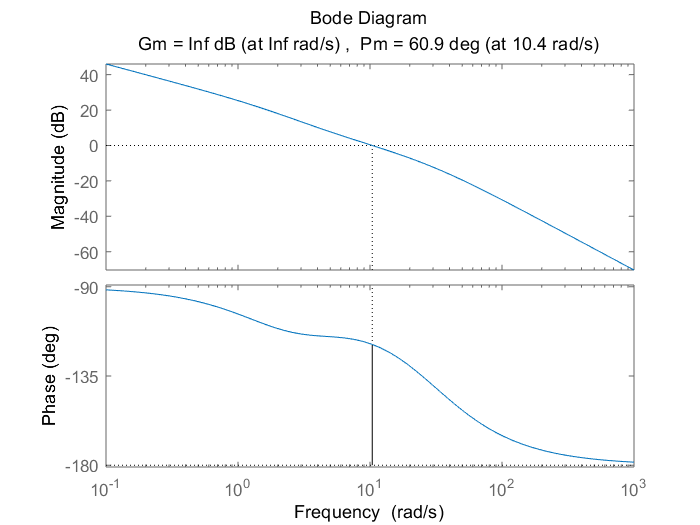 Bode Diagram
Gm = Inf dB (at Inf rad/s) ,  Pm = 60.9 deg (at 10.4 rad/s)
Magnitude (dB)
40
20
0
-20
-40
-60
Phase (deg)
-90
-135
-180
10^-1 10^0 10^1 10^2 10^3
Frequency  (rad/s)